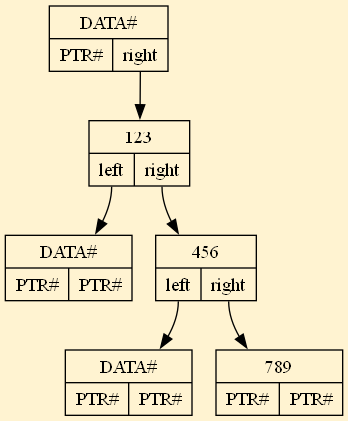 DATA#
PTR# right
123
left right
DATA# 456
PTR# PTR# left right
DATA# 789
PTR# PTR# PTR# PTR#